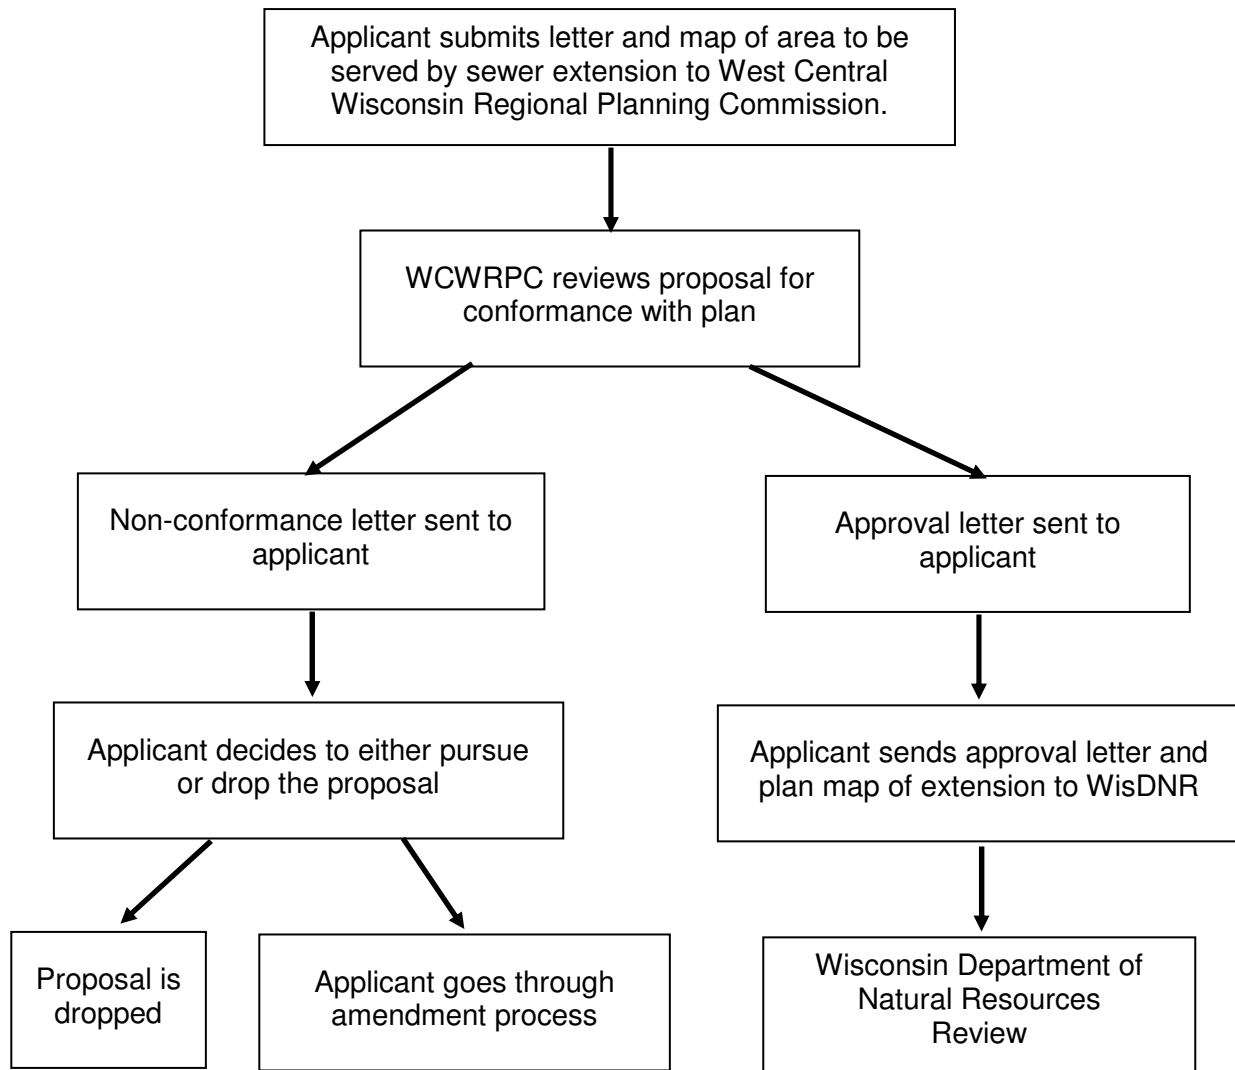 Applicant submits letter and map of area to be
served by sewer extension to West Central
Wisconsin Regional Planning Commission.
WCWRPC reviews proposal for
conformance with plan
Non-conformance letter sent to
applicant
Approval letter sent to
applicant
Applicant decides to either pursue
or drop the proposal
Applicant sends approval letter and
plan map of extension to WisDNR
Proposal is
dropped
Applicant goes through
amendment process
Wisconsin Department of
Natural Resources
Review